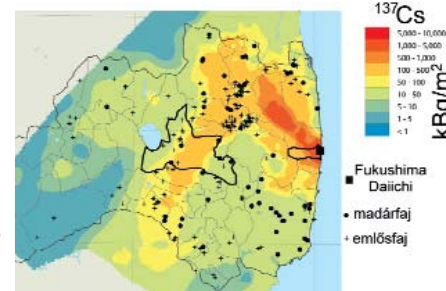 ¹³⁷Cs
5,000 - 10,000
1,000 - 5,000
500 - 1,000
100 - 500
50 - 100
10 - 50
5 - 10
1 - 5
< 1
kBq/m²
Fukushima
Daiichi
madárfaj
emlősfaj